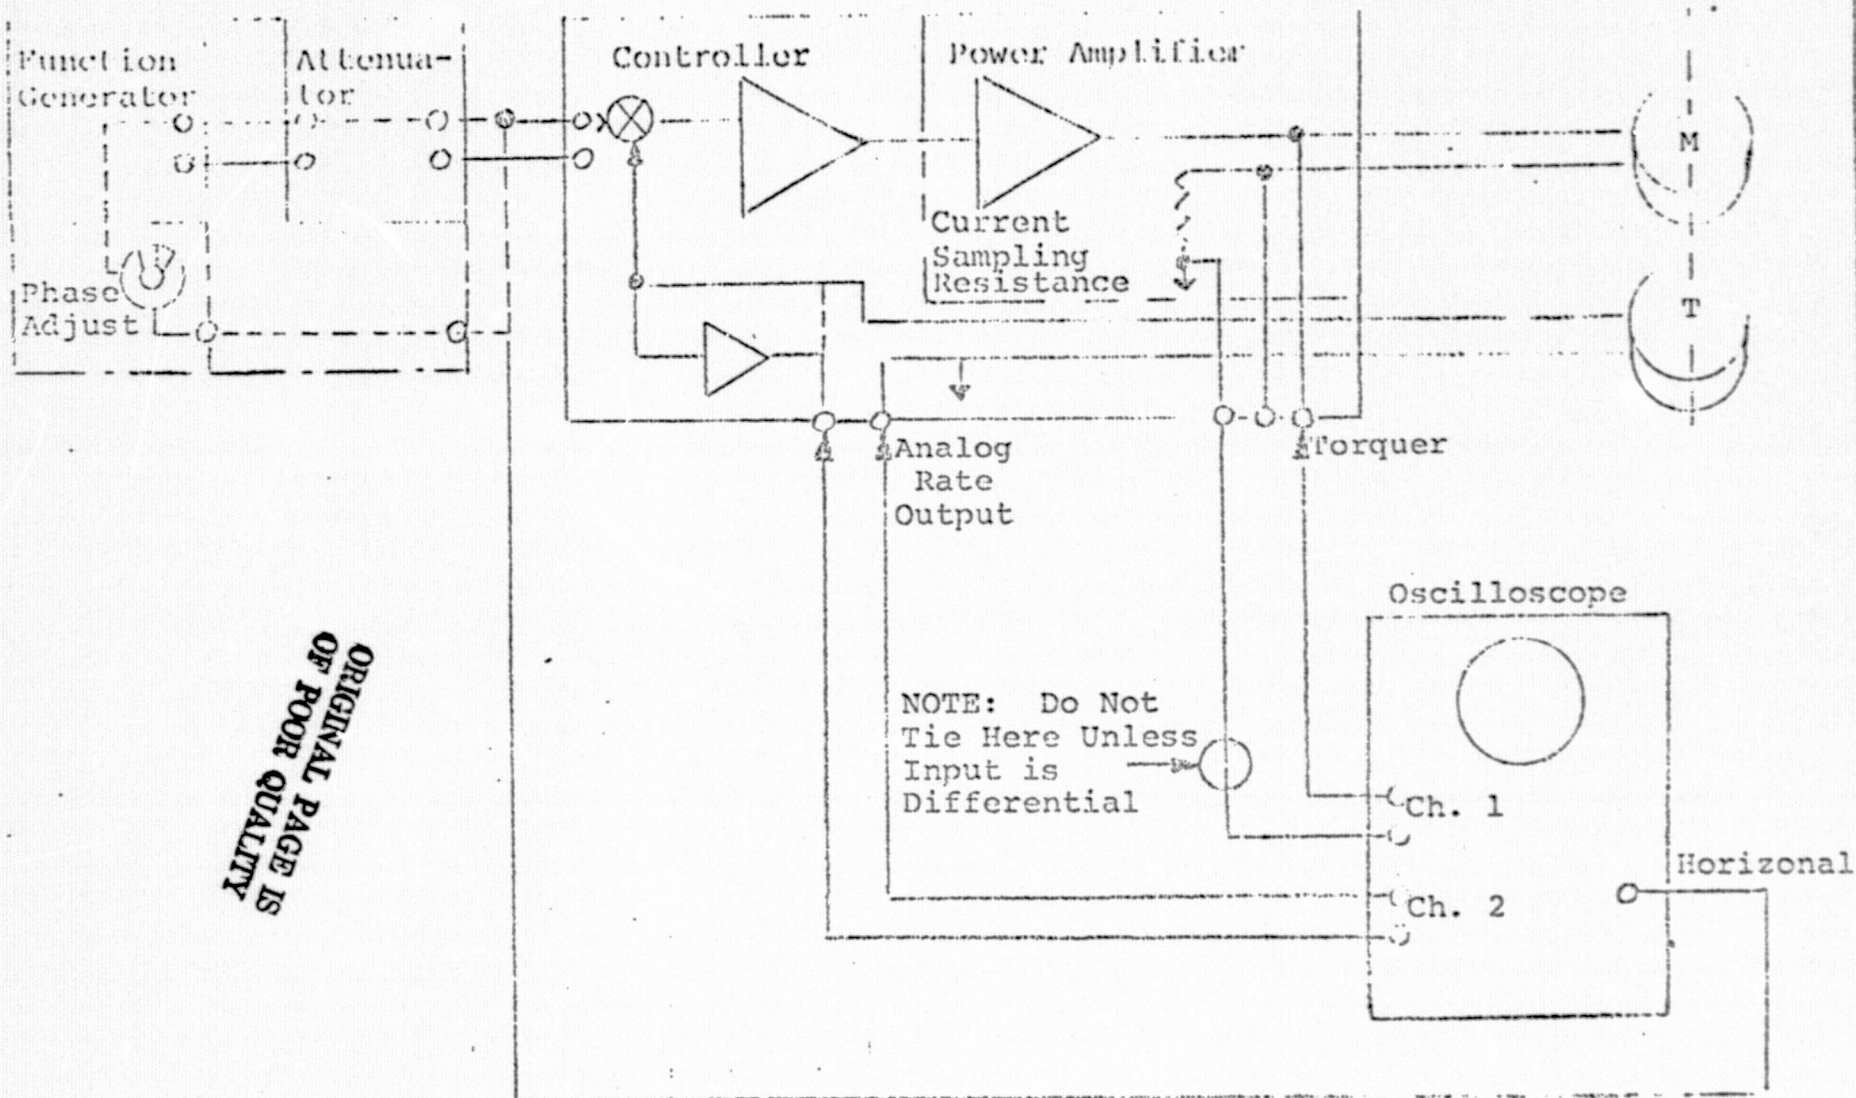 Function
Generator
Attenua-
tor
Controller
Power Amplifier
M
Current
Sampling
Resistance
Phase
Adjust
T
Analog
Rate
Output
Torquer
Oscilloscope
NOTE: Do Not
Tie Here Unless
Input is
Differential
Ch. 1
Ch. 2
Horizonal
ORIGINAL PAGE IS
OF POOR QUALITY